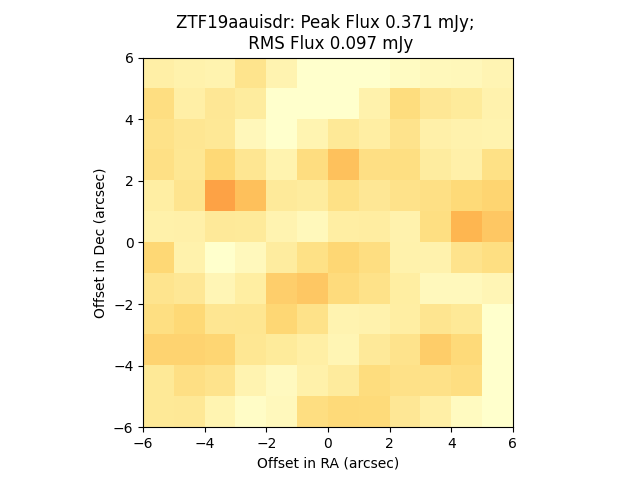 ZTF19aauisdr: Peak Flux 0.371 mJy;
RMS Flux 0.097 mJy
6
4
2
0
−2
−4
−6
Offset in Dec (arcsec)
−6 −4 −2 0 2 4 6
Offset in RA (arcsec)